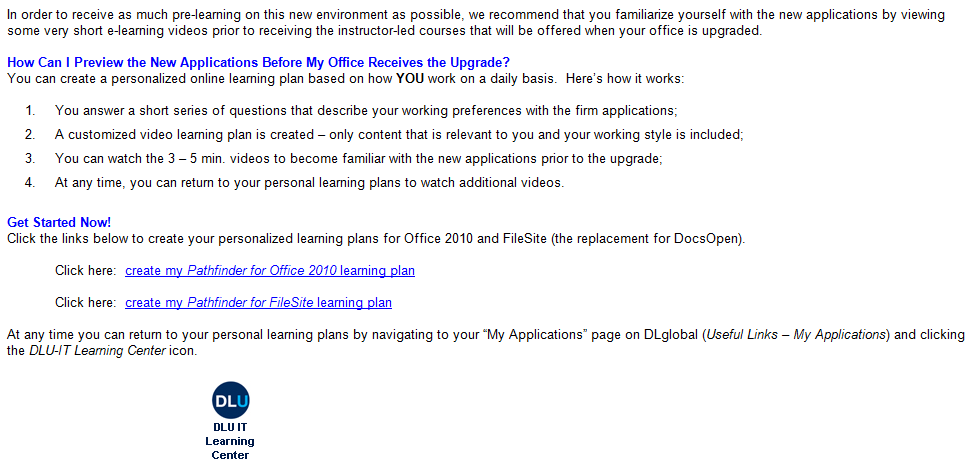 In order to receive as much pre-learning on this new environment as possible, we recommend that you familiarize yourself with the new applications by viewing
some very short e-learning videos prior to receiving the instructor-led courses that will be offered when your office is upgraded.
How Can I Preview the New Applications Before My Office Receives the Upgrade?
You can create a personalized online learning plan based on how YOU work on a daily basis.  Here's how it works:
1. You answer a short series of questions that describe your working preferences with the firm applications;
2. A customized video learning plan is created – only content that is relevant to you and your working style is included;
3. You can watch the 3 – 5 min. videos to become familiar with the new applications prior to the upgrade;
4. At any time, you can return to your personal learning plans to watch additional videos.
Get Started Now!
Click the links below to create your personalized learning plans for Office 2010 and FileSite (the replacement for DocsOpen).
Click here:  create my Pathfinder for Office 2010 learning plan
Click here:  create my Pathfinder for FileSite learning plan
At any time you can return to your personal learning plans by navigating to your “My Applications” page on DLglobal (Useful Links – My Applications) and clicking
the DLU-IT Learning Center icon.
DLU
DLU IT
Learning
Center